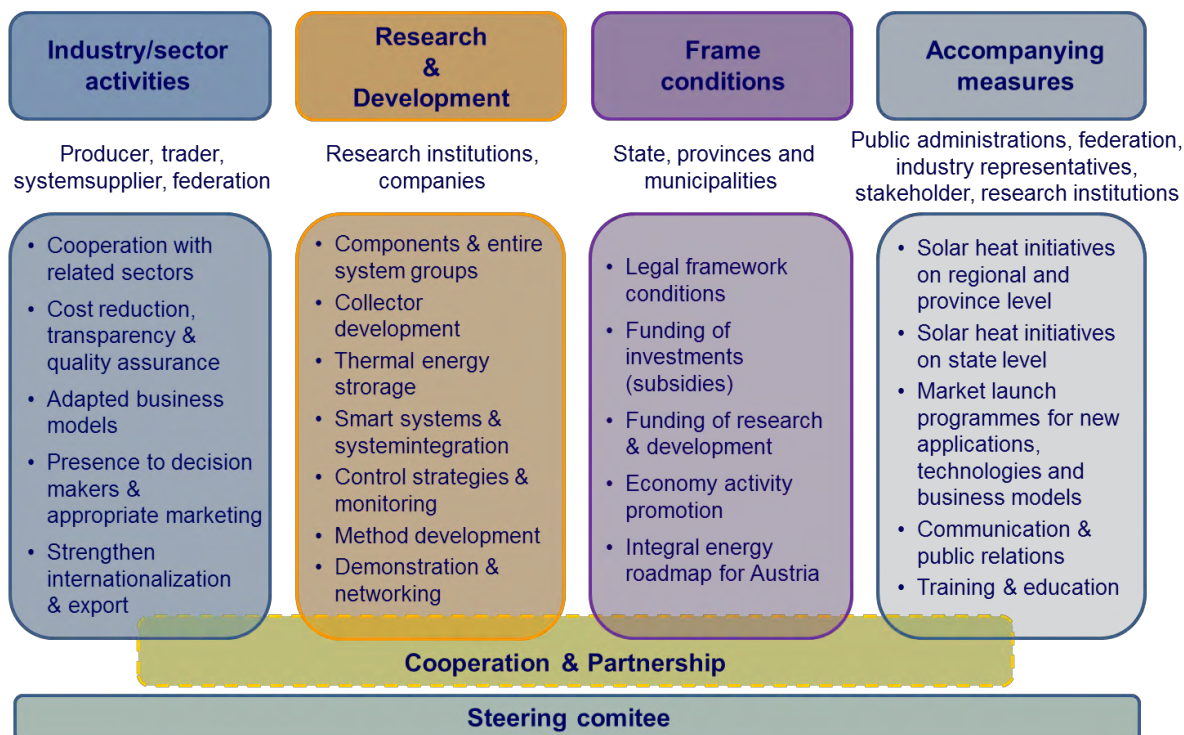 Industry/sector
activities
Producer, trader,
systemsupplier, federation
• Cooperation with
related sectors
• Cost reduction,
transparency &
quality assurance
• Adapted business
models
• Presence to decision
makers &
appropriate marketing
• Strengthen
internationalization
& export
Research
&
Development
Research institutions,
companies
• Components & entire
system groups
• Collector
development
• Thermal energy
strorage
• Smart systems &
systemintegration
• Control strategies &
monitoring
• Method development
• Demonstration &
networking
Frame
conditions
State, provinces and
municipalities
• Legal framework
conditions
• Funding of
investments
(subsidies)
• Funding of research
& development
• Economy activity
promotion
• Integral energy
roadmap for Austria
Accompanying
measures
Public administrations, federation,
industry representatives,
stakeholder, research institutions
• Solar heat initiatives
on regional and
province level
• Solar heat initiatives
on state level
• Market launch
programmes for new
applications,
technologies and
business models
• Communication &
public relations
• Training & education
Cooperation & Partnership
Steering comitee